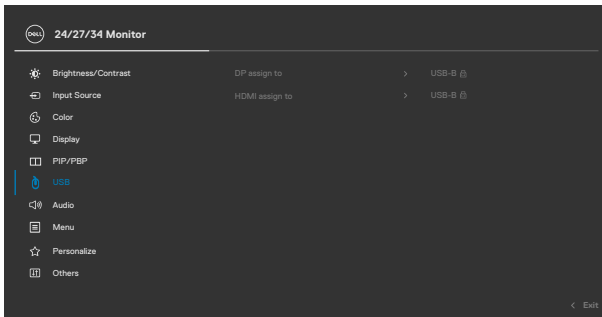 DELL 24/27/34 Monitor
Brightness/Contrast DP assign to > USB-B
Input Source HDMI assign to > USB-B
Color
Display
PIP/PBP
USB
Audio
Menu
Personalize
Others
< Exit